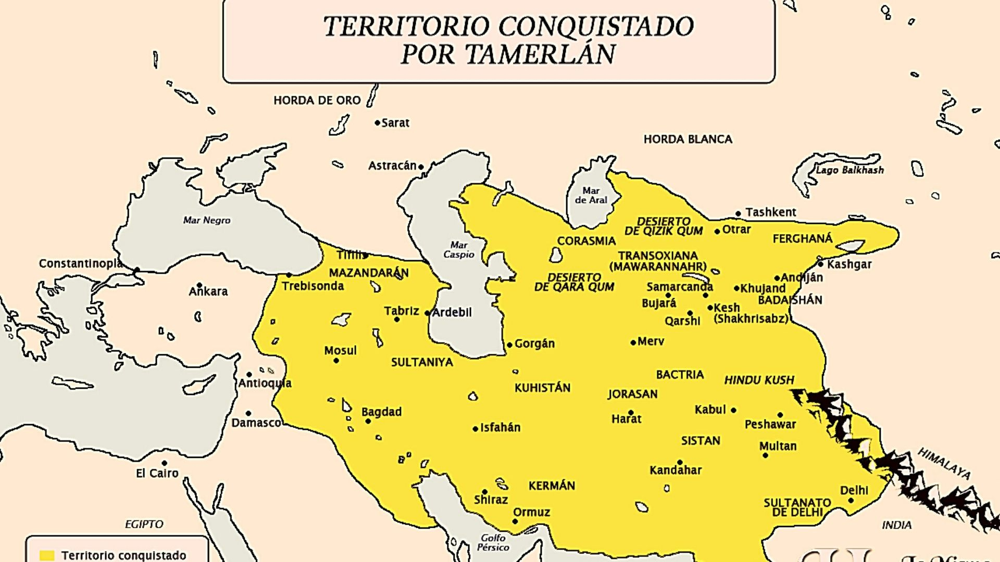 TERRITORIO CONQUISTADO
POR TAMERLÁN
HORDA DE ORO
Sarat
HORDA BLANCA
Astracán
Lago Balkhash
Mar
de Aral
Tashkent
Mar Negro
DESIERTO
DE QIZIK QUM
Otrar
FERGHANÁ
CORASMIA
Mar
Caspio
Tifilis
TRANSOXIANA
(MAWARANNAHR)
Constantinopla
Kashgar
MAZANDARÁN
DESIERTO
DE QARA QUM
Andiján
Trebisonda
Ankara
Samarcanda
Khujand
Bujará
BADAISHÁN
Kesh
(Shakhrisabz)
Tabriz
Ardebil
Qarshi
Gorgán
Merv
Mosul
SULTANIYA
BACTRIA
HINDU KUSH
Antioquía
KUHISTÁN
JORASAN
Bagdad
Kabul
Harat
Peshawar
Damasco
Isfahán
SISTAN
Multan
HIMALAYA
El Cairo
Kandahar
KERMÁN
Delhi
Shiraz
SULTANATO
DE DELHI
Ormuz
EGIPTO
INDIA
Golfo
Pérsico
Territorio conquistado